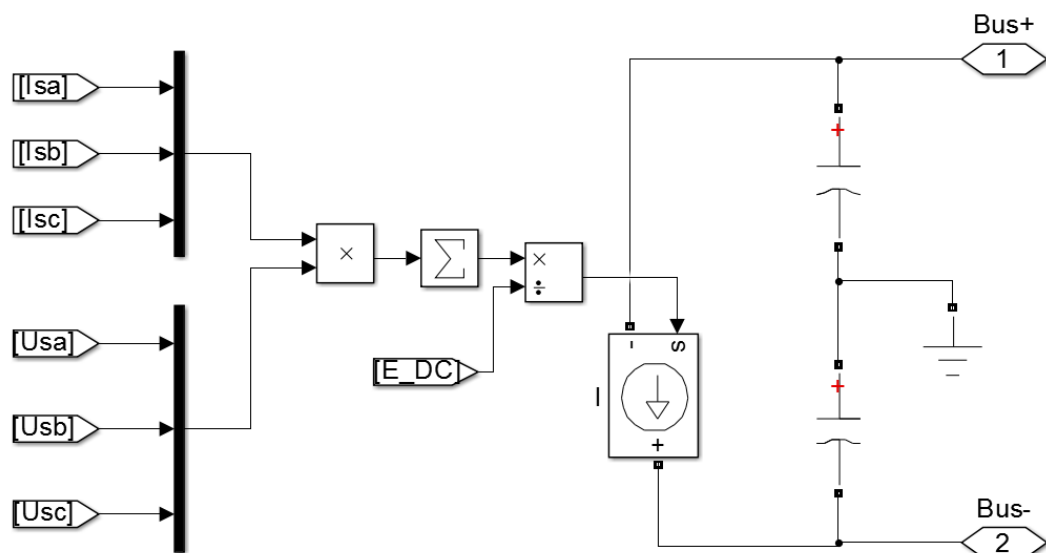 Bus+
1
[Isa]
[Isb]
[Isc]
+
×
Σ
×
÷
[Usa]
[Usb]
[Usc]
[E_DC]
-
s
I
+
+
Bus-
2